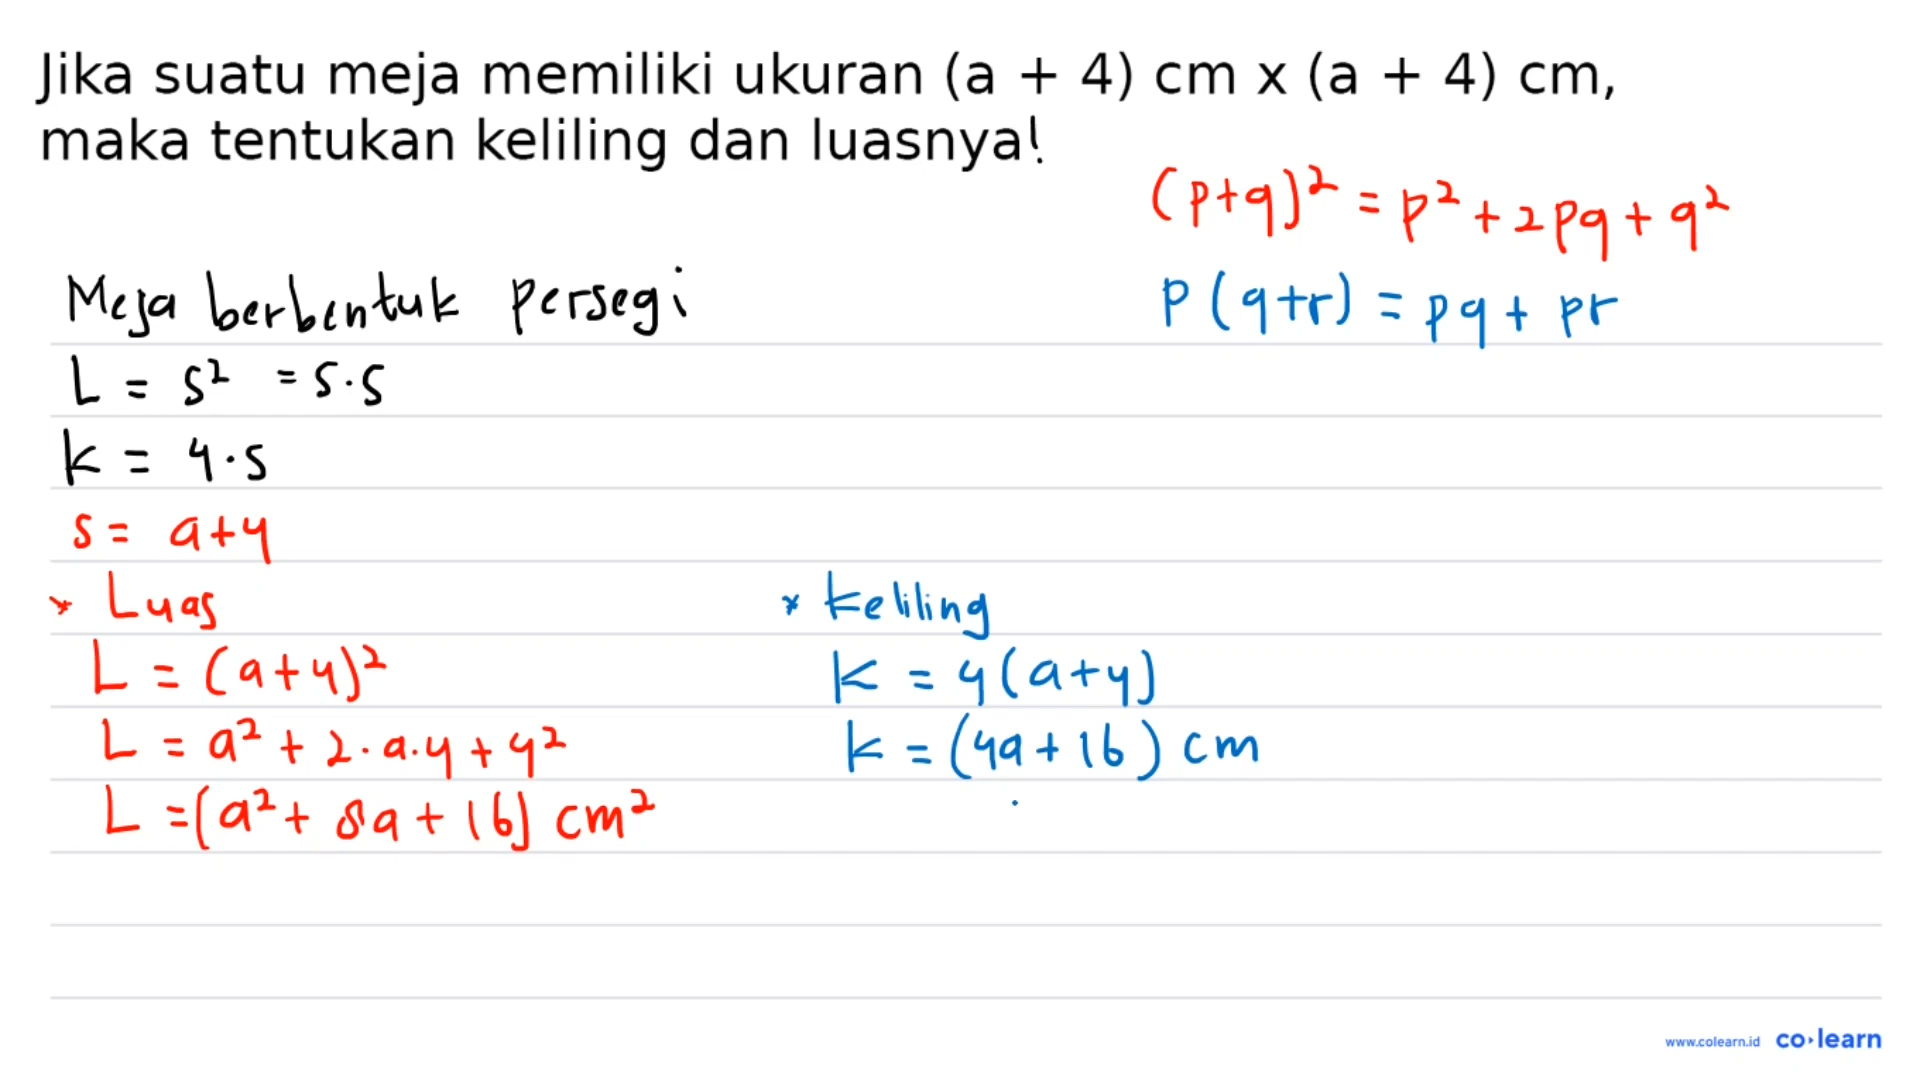 Jika suatu meja memiliki ukuran (a + 4) cm x (a + 4) cm,
maka tentukan keliling dan luasnya!
(p+q)² = p² + 2pq + q²
p(q+r) = pq + pr
Meja berbentuk persegi
L = s² = s·s
k = 4·s
s = a+4
* Luas
L = (a+4)²
L = a² + 2·a·4 + 4²
L = (a² + 8a + 16) cm²
* keliling
k = 4(a+4)
k = (4a+16) cm
www.colearn.id co·learn